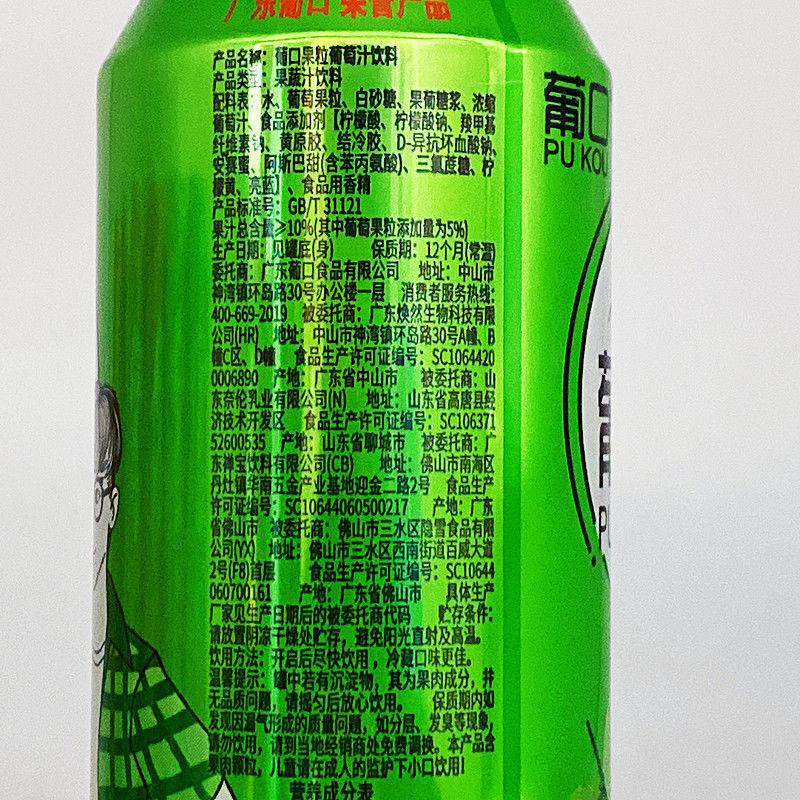 广东葡口 荣誉产品
产品名称：葡口果粒葡萄汁饮料
产品类型：果蔬汁饮料
配料表：水、葡萄果粒、白砂糖、果葡糖浆、浓缩
葡萄汁、食品添加剂【柠檬酸、柠檬酸钠、羧甲基
纤维素钠、黄原胶、结冷胶、D-异抗坏血酸钠、
安赛蜜、阿斯巴甜(含苯丙氨酸)、三氯蔗糖、柠
檬黄、亮蓝】、食品用香精
产品标准号：GB/T 31121
果汁总含量≥10%(其中葡萄果粒添加量为5%)
生产日期：见罐底(身) 保质期：12个月(常温)
委托商：广东葡口食品有限公司 地址：中山市
神湾镇环岛路30号办公楼一层 消费者服务热线：
400-669-2019 被委托商：广东焕然生物科技有限
公司(HR) 地址：中山市神湾镇环岛路30号A幢、B
幢C区、D幢 食品生产许可证编号：SC1064420
0006890 产地：广东省中山市 被委托商：山
东奈伦乳业有限公司(N) 地址：山东省高唐县经
济技术开发区 食品生产许可证编号：SC106371
52600535 产地：山东省聊城市 被委托商：广
东禅宝饮料有限公司(CB) 地址：佛山市南海区
丹灶镇华南五金产业基地迎金二路2号 食品生产
许可证编号：SC10644060500217 产地：广东
省佛山市 被委托商：佛山市三水区隐雪食品有限
公司(YX) 地址：佛山市三水区西南街道百威大道
2号(F8)首层 食品生产许可证编号：SC10644
060700161 产地：广东省佛山市 具体生产
厂家见生产日期后的被委托商代码 贮存条件：
请放置阴凉干燥处贮存，避免阳光直射及高温。
饮用方法：开启后尽快饮用，冷藏口味更佳。
温馨提示：罐中若有沉淀物，其为果肉成分，并
无品质问题，请摇匀后放心饮用。 保质期内如
发现因漏气形成的质量问题，如分层、发臭等现象，
请勿饮用，请到当地经销商处免费调换。本产品含
果肉颗粒，儿童请在成人的监护下小口饮用！
营养成分表
葡口
PU KOU